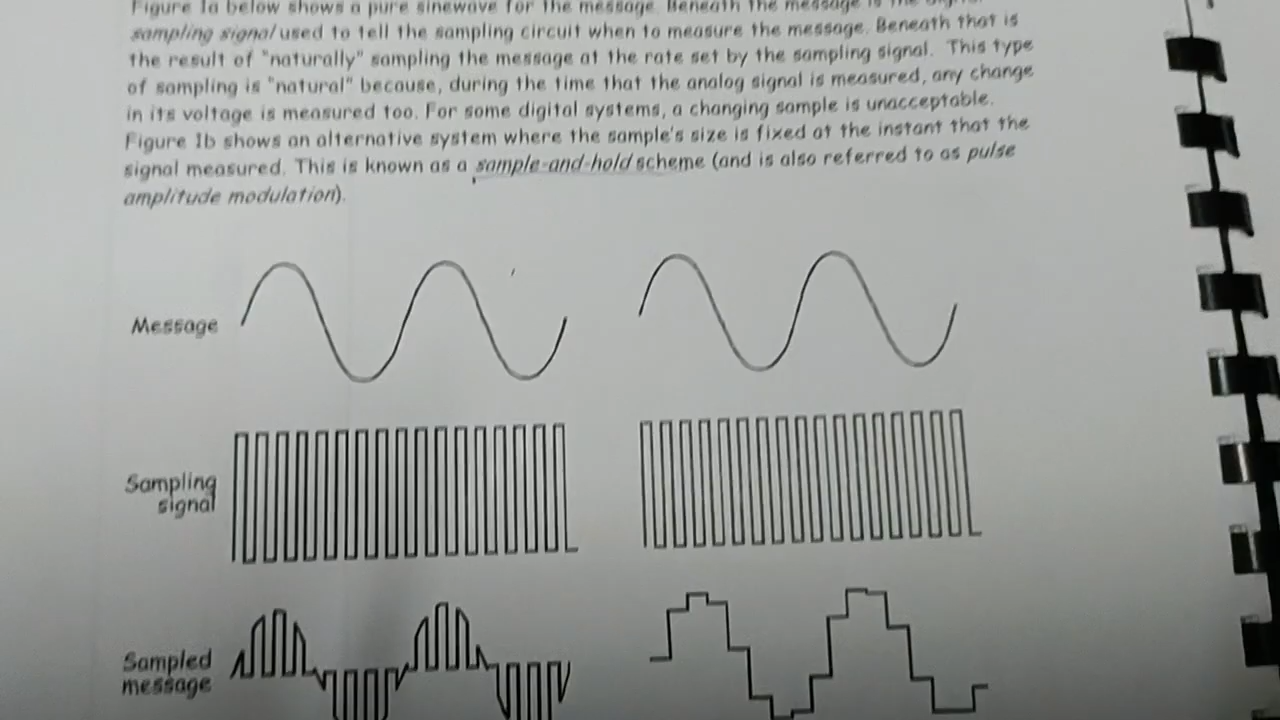 Figure 1a below shows a pure sinewave for the message. Beneath the message is the
sampling signal used to tell the sampling circuit when to measure the message. Beneath that is
the result of "naturally" sampling the message at the rate set by the sampling signal. This type
of sampling is "natural" because, during the time that the analog signal is measured, any change
in its voltage is measured too. For some digital systems, a changing sample is unacceptable.
Figure 1b shows an alternative system where the sample's size is fixed at the instant that the
signal measured. This is known as a sample-and-hold scheme (and is also referred to as pulse
amplitude modulation).
Message
Sampling
signal
Sampled
message